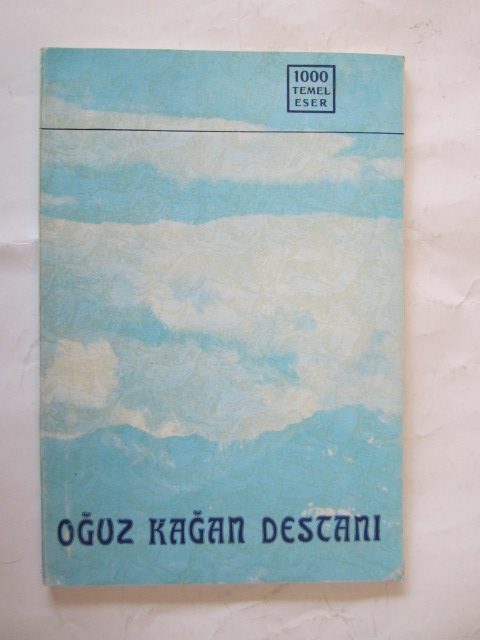 1000
TEMEL
ESER
OĞUZ KAĞAN DESTANI